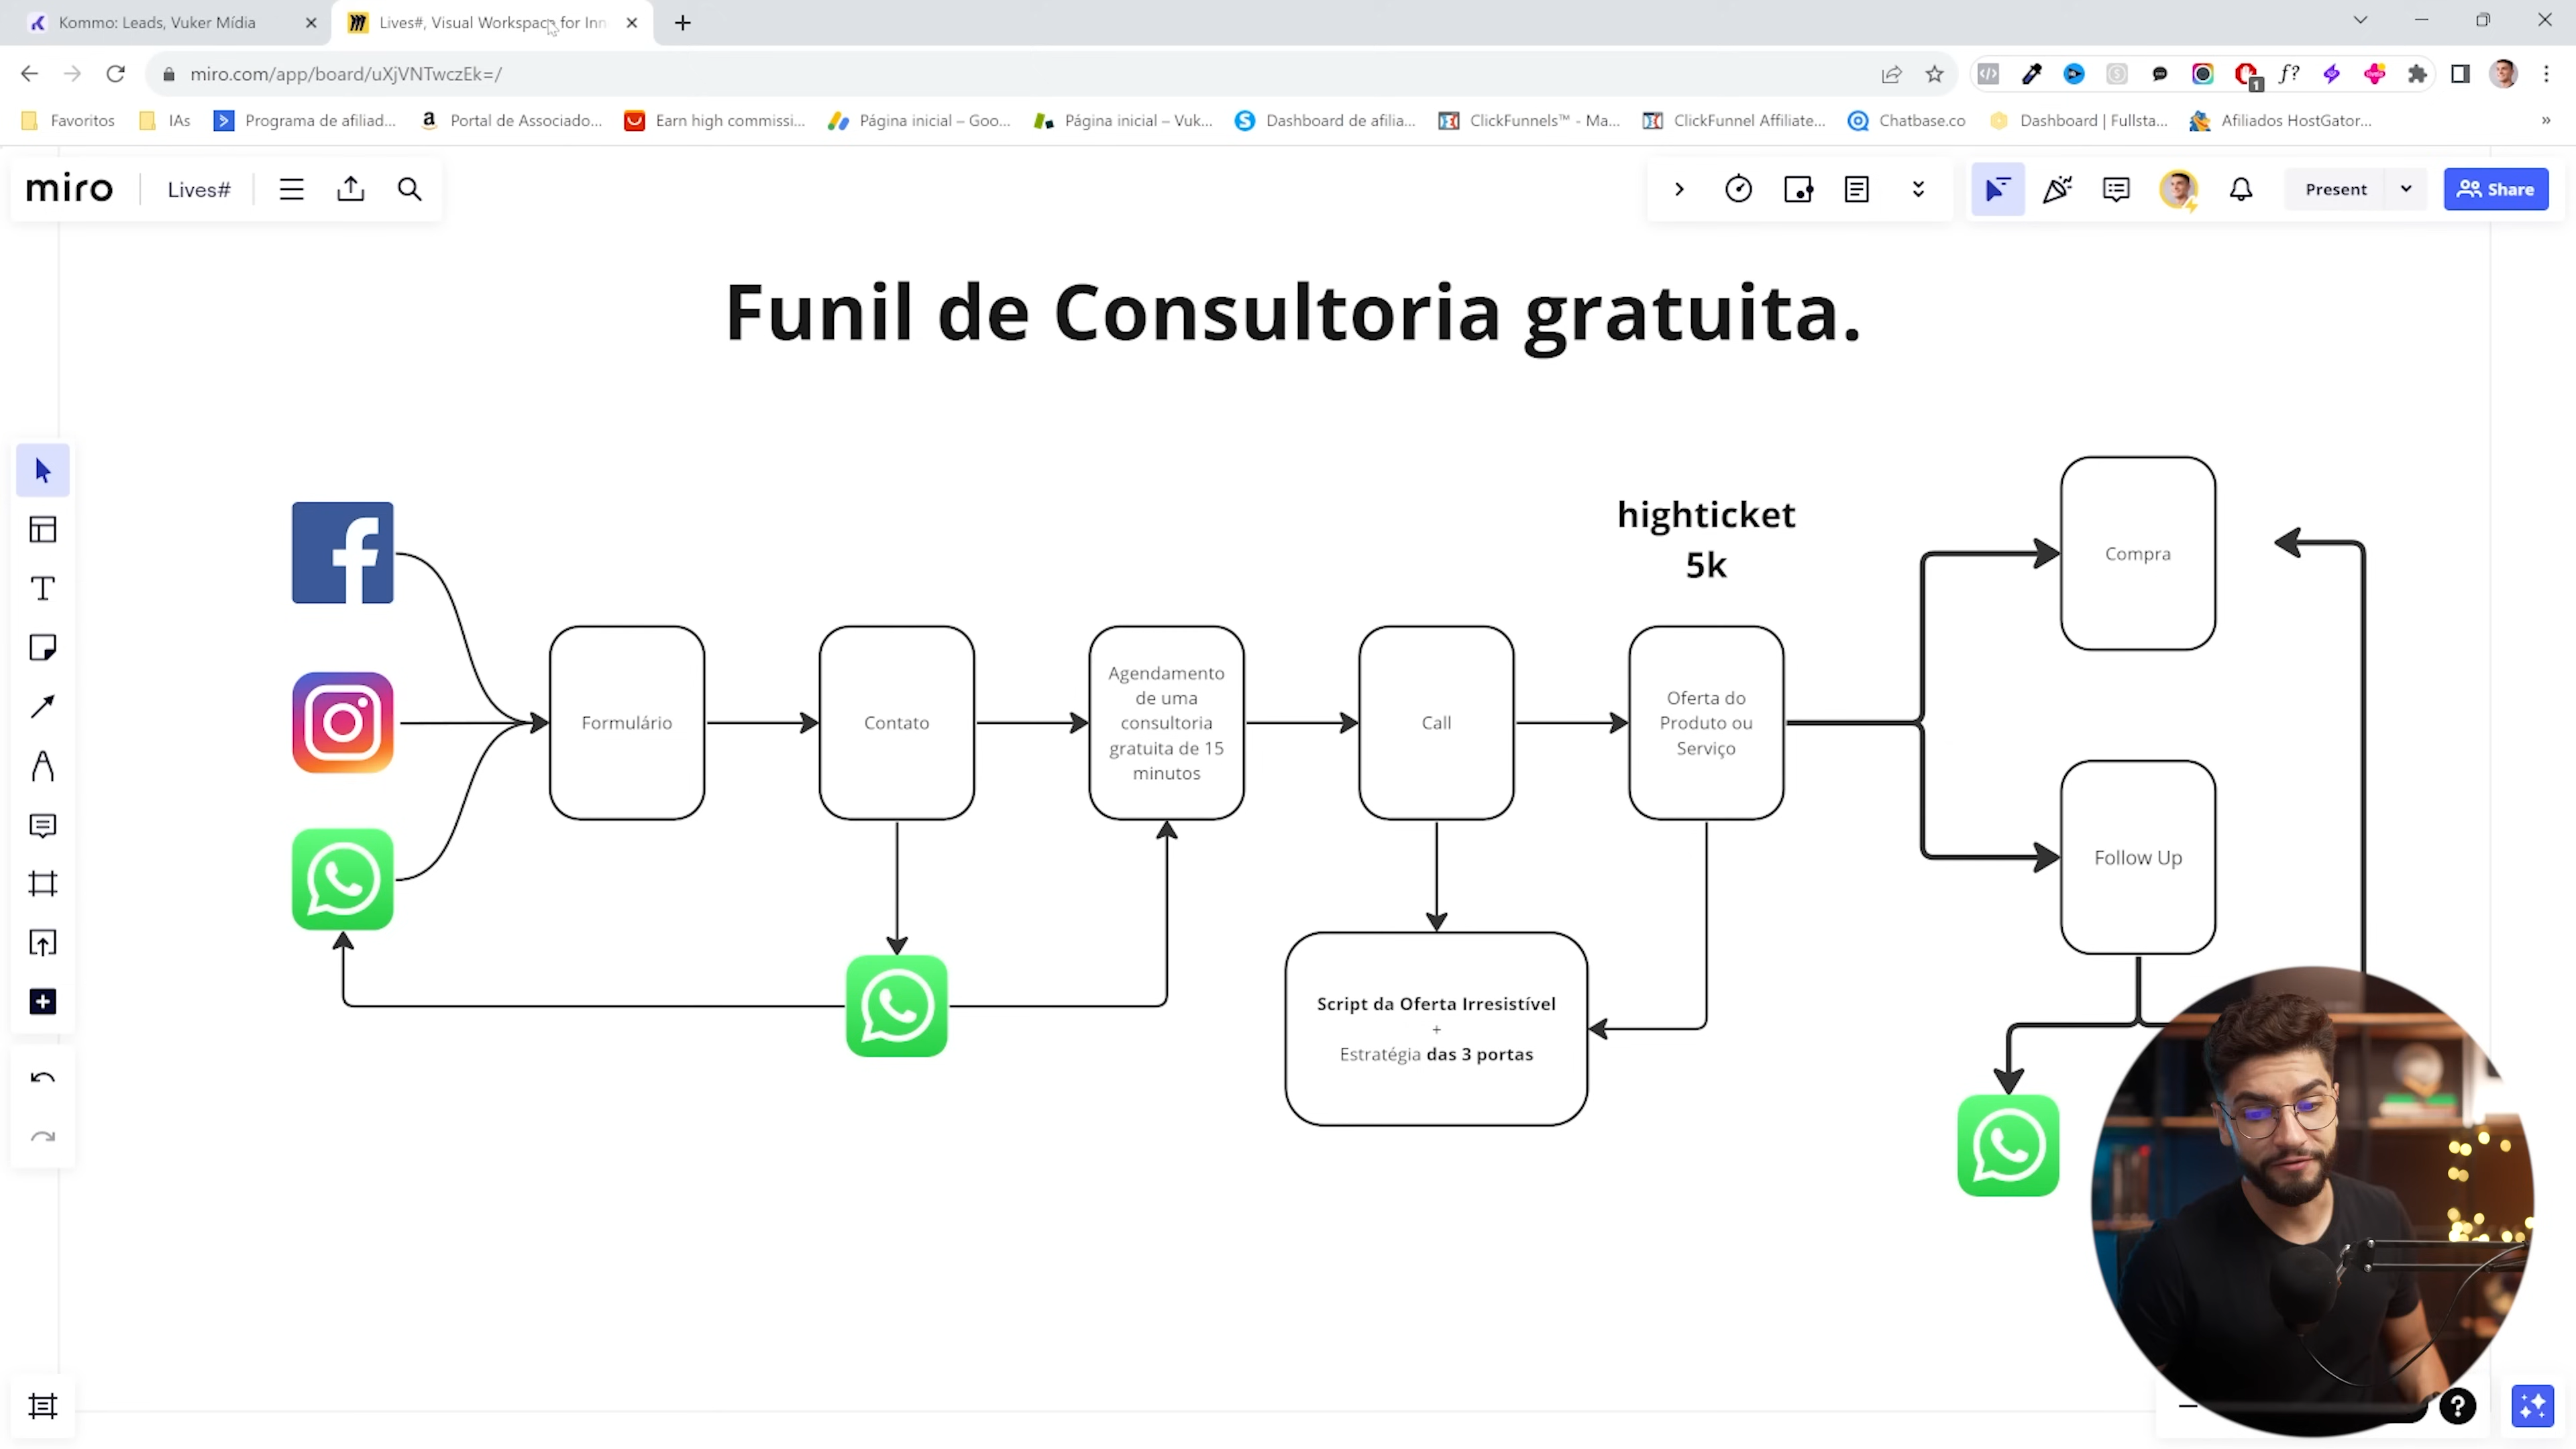 Kommo: Leads, Vuker Mídia
Lives#, Visual Workspace for Inn
miro.com/app/board/uXjVNTwczEk=/
1
f?
Favoritos
IAs
Programa de afiliad...
Portal de Associado...
Earn high commissi...
Página inicial – Goo...
Página inicial – Vuk...
Dashboard de afilia...
ClickFunnels™ - Ma...
ClickFunnel Affiliate...
Chatbase.co
Dashboard | Fullsta...
Afiliados HostGator...
»
miro
Lives#
Present
Share
Funil de Consultoria gratuita.
highticket
5k
Formulário
Contato
Agendamento
de uma
consultoria
gratuita de 15
minutos
Call
Oferta do
Produto ou
Serviço
Compra
Follow Up
Script da Oferta Irresistível
+
Estratégia das 3 portas
?